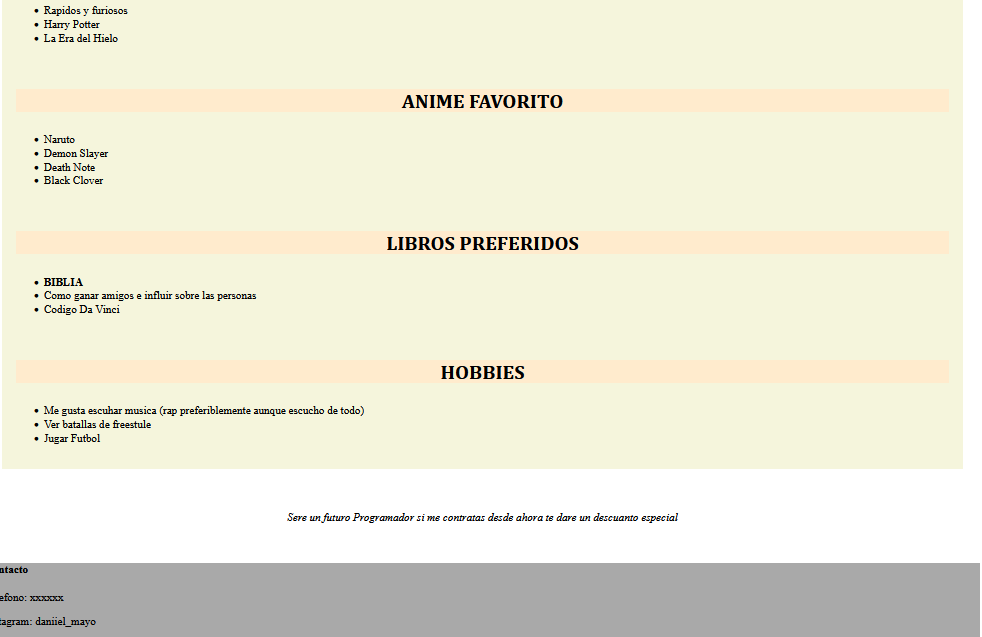 Rapidos y furiosos
Harry Potter
La Era del Hielo
ANIME FAVORITO
Naruto
Demon Slayer
Death Note
Black Clover
LIBROS PREFERIDOS
BIBLIA
Como ganar amigos e influir sobre las personas
Codigo Da Vinci
HOBBIES
Me gusta escuhar musica (rap preferiblemente aunque escucho de todo)
Ver batallas de freestule
Jugar Futbol
Sere un futuro Programador si me contratas desde ahora te dare un descuanto especial
ntacto
efono: xxxxxx
tagram: daniiel_mayo